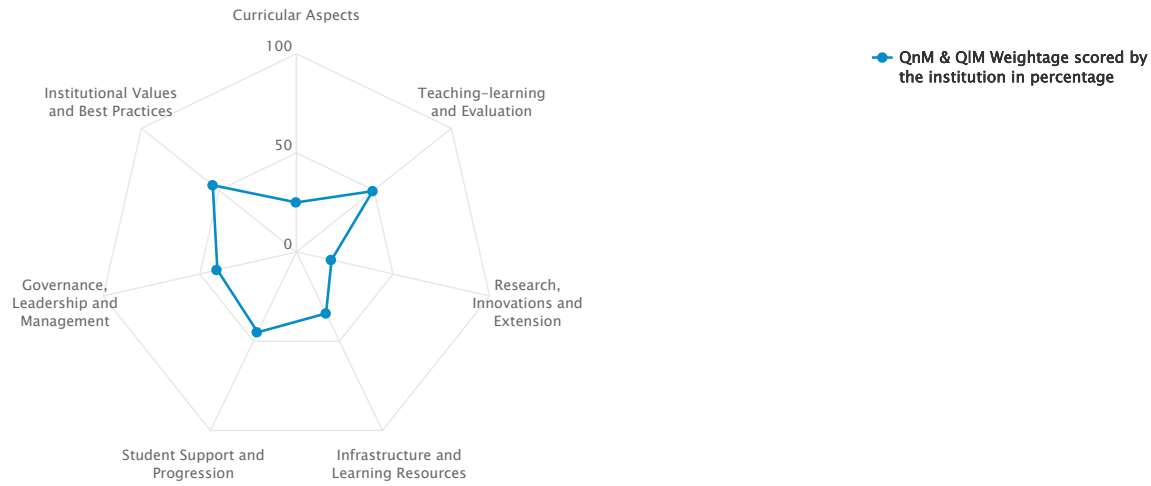 Curricular Aspects
100
QnM & QlM Weightage scored by
the institution in percentage
Institutional Values
and Best Practices
Teaching-learning
and Evaluation
50
0
Governance,
Leadership and
Management
Research,
Innovations and
Extension
Student Support and
Progression
Infrastructure and
Learning Resources